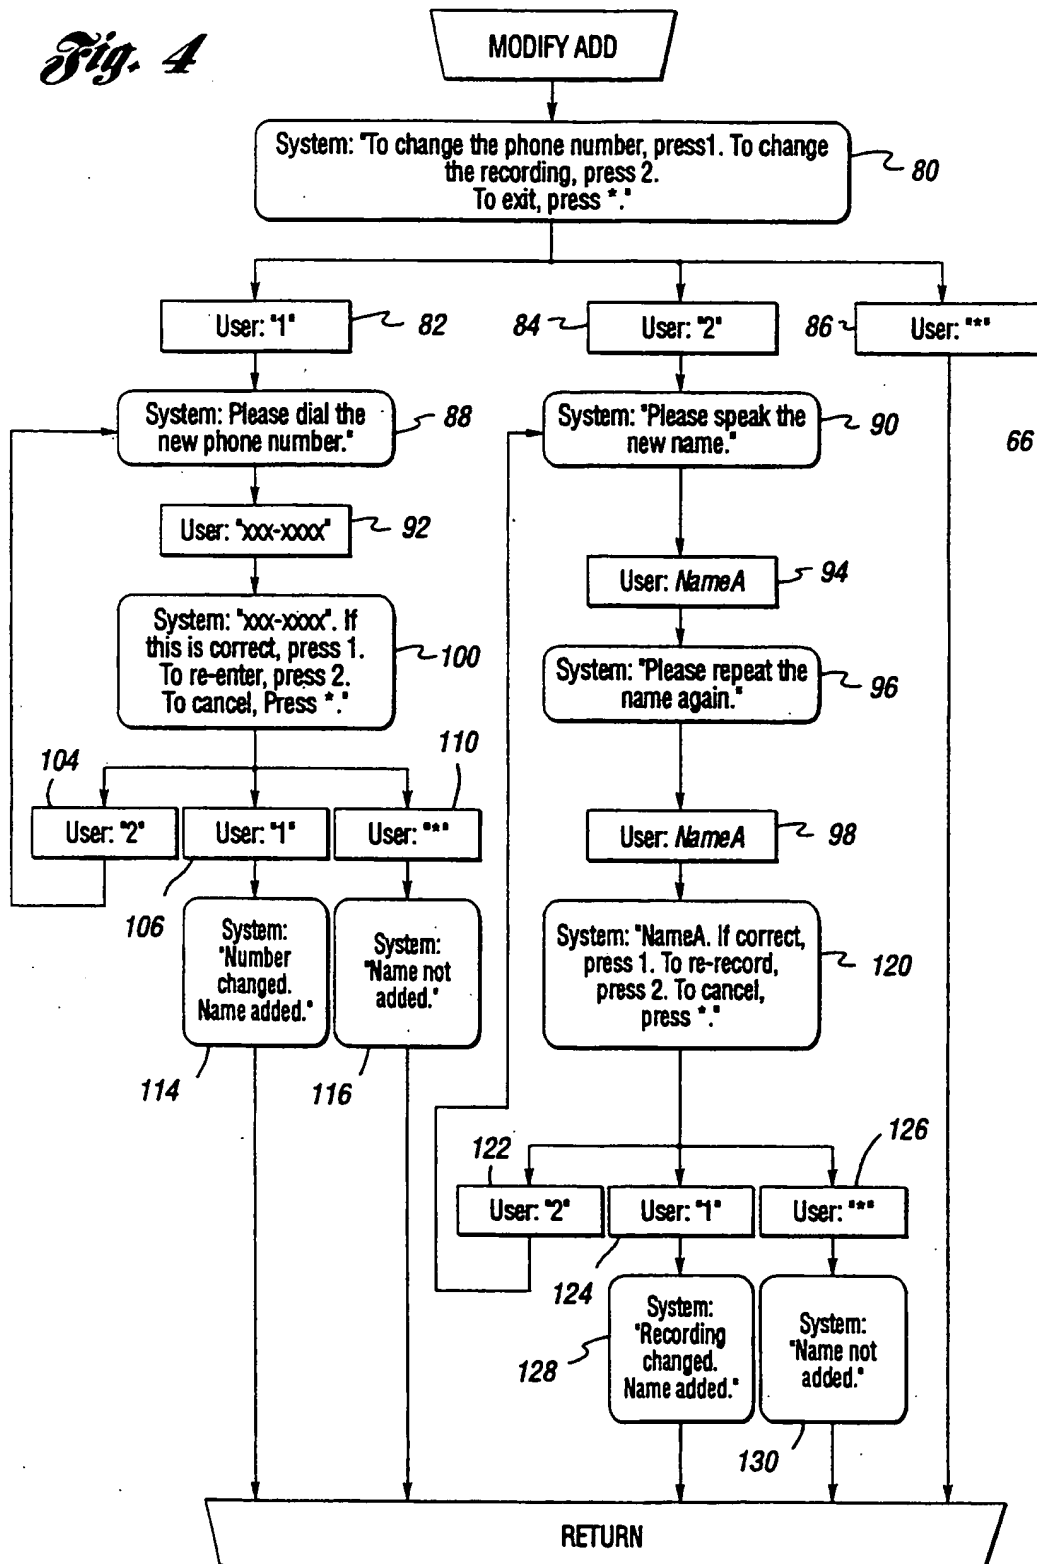 Fig. 4
MODIFY ADD
System: "To change the phone number, press1. To change
the recording, press 2.
To exit, press *."
80
User: "1"
82
84
User: "2"
86
User: "*"
System: Please dial the
new phone number."
88
System: "Please speak the
new name."
90
66
User: "xxx-xxxx"
92
User: NameA
94
System: "xxx-xxxx". If
this is correct, press 1.
To re-enter, press 2.
To cancel, Press *."
100
System: "Please repeat the
name again."
96
104
110
User: "2"
User: "1"
User: "*"
106
User: NameA
98
System:
"Number
changed.
Name added."
114
System:
"Name not
added."
116
System: "NameA. If correct,
press 1. To re-record,
press 2. To cancel,
press *."
120
122
126
User: "2"
User: "1"
User: "*"
124
System:
"Recording
changed.
Name added."
128
System:
"Name not
added."
130
RETURN